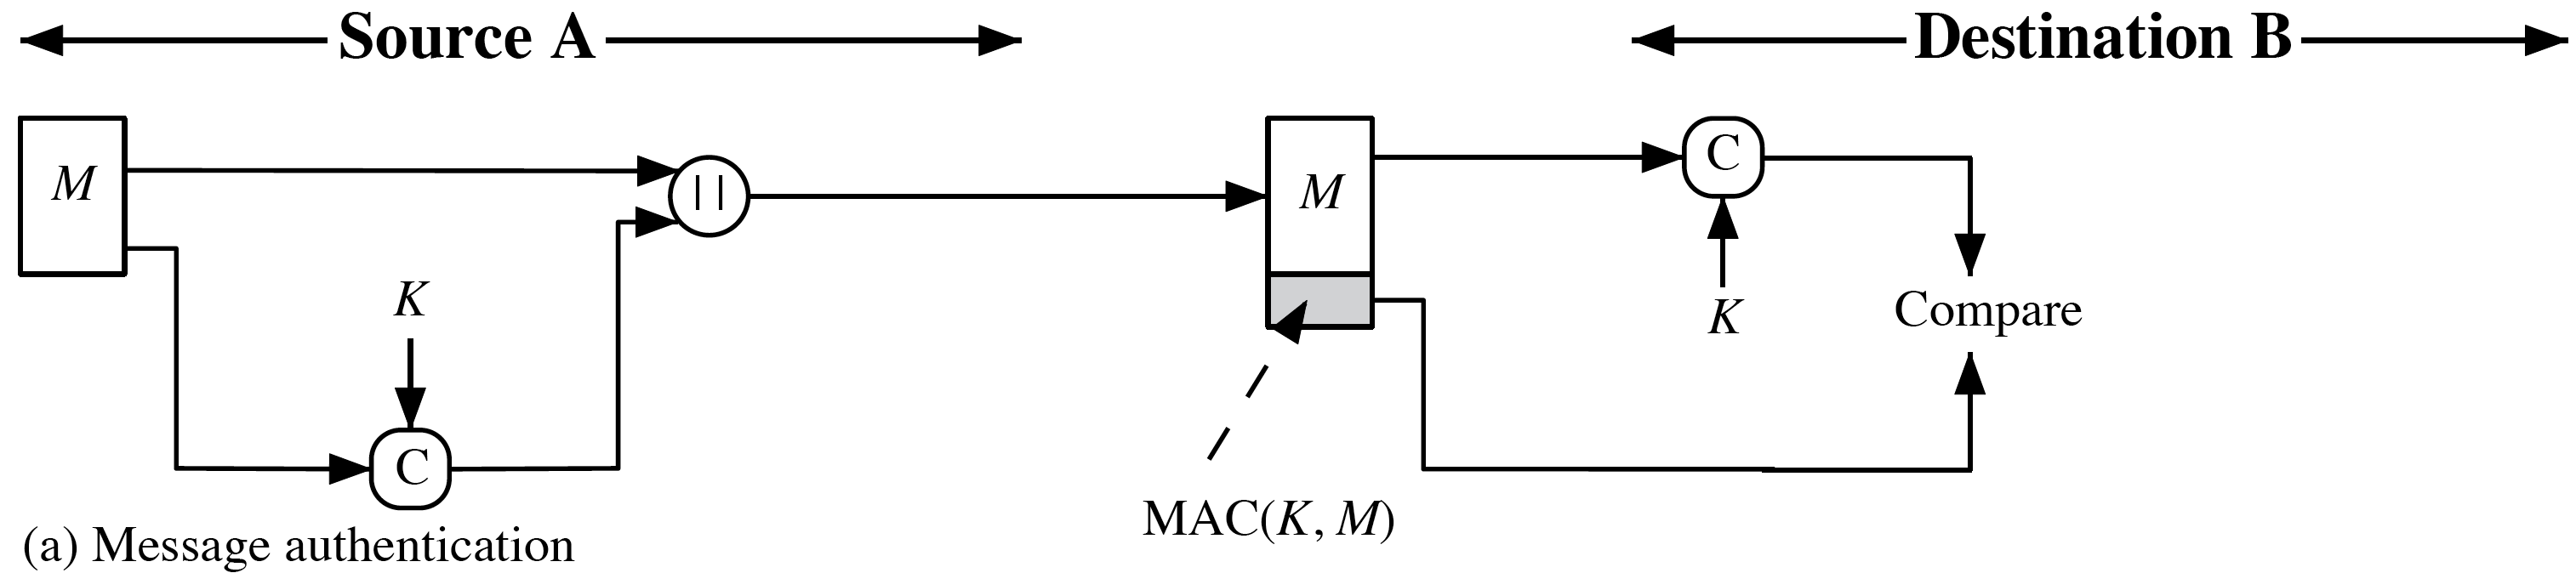 Source A
Destination B
M
K
C
||
M
C
K
Compare
MAC(K, M)
(a) Message authentication